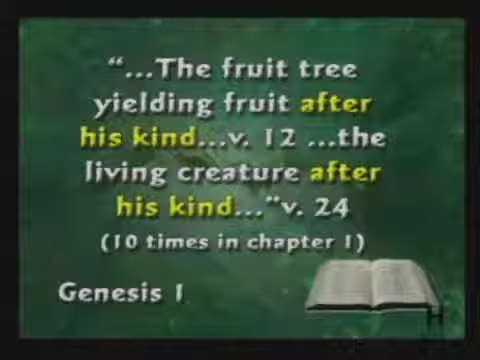 “...The fruit tree
yielding fruit after
his kind...v. 12 ...the
living creature after
his kind...”v. 24
(10 times in chapter 1)
Genesis 1
H